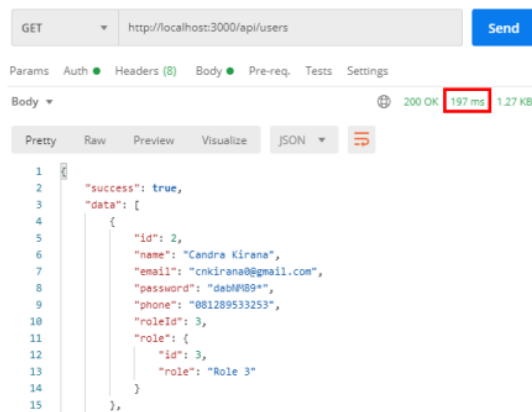 GET http://localhost:3000/api/users Send
Params Auth Headers (8) Body Pre-req. Tests Settings
Body 200 OK 197 ms 1.27 KB
Pretty Raw Preview Visualize JSON
1 {
2 "success": true,
3 "data": [
4 {
5 "id": 2,
6 "name": "Candra Kirana",
7 "email": "cnkirana0@gmail.com",
8 "password": "dabNM89*",
9 "phone": "081289533253",
10 "roleId": 3,
11 "role": {
12 "id": 3,
13 "role": "Role 3"
14 }
15 },